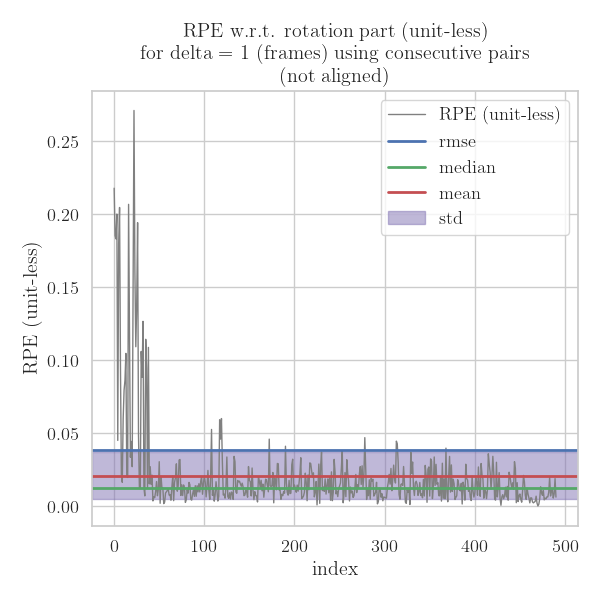 RPE w.r.t. rotation part (unit-less)
for delta = 1 (frames) using consecutive pairs
(not aligned)
RPE (unit-less)
rmse
median
mean
std
RPE (unit-less)
0.25
0.20
0.15
0.10
0.05
0.00
0 100 200 300 400 500
index